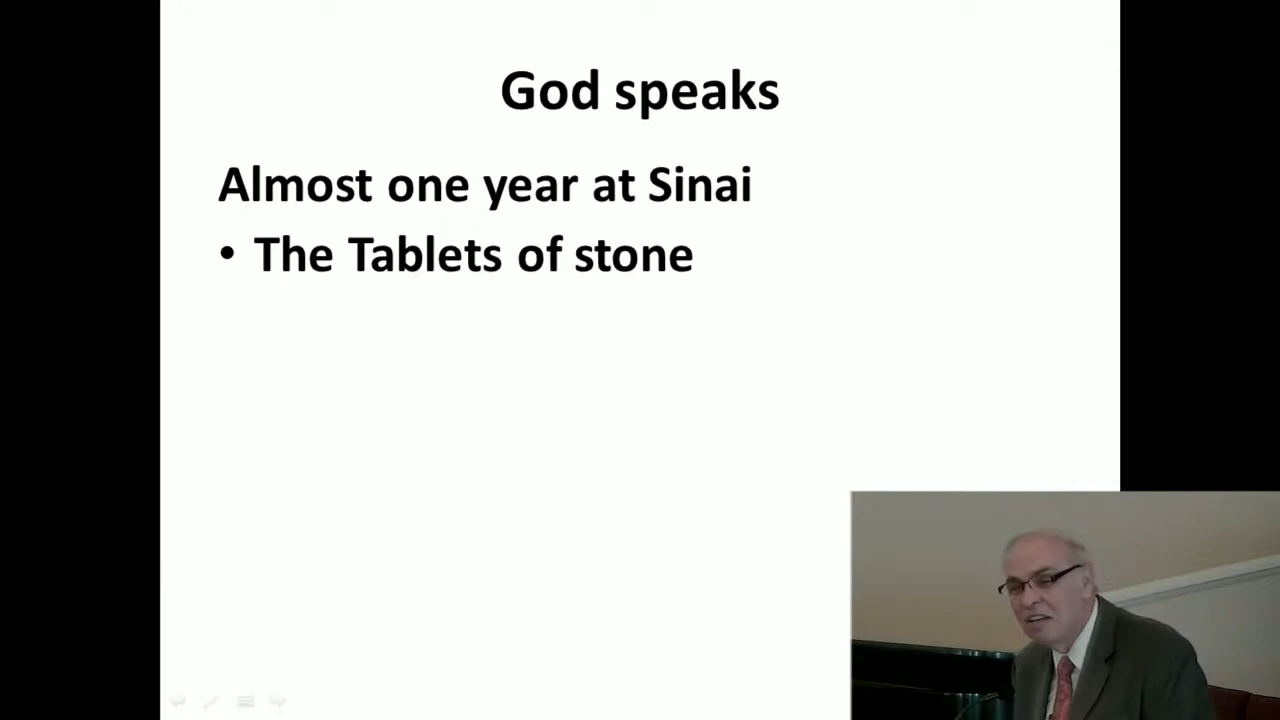 God speaks
Almost one year at Sinai
• The Tablets of stone